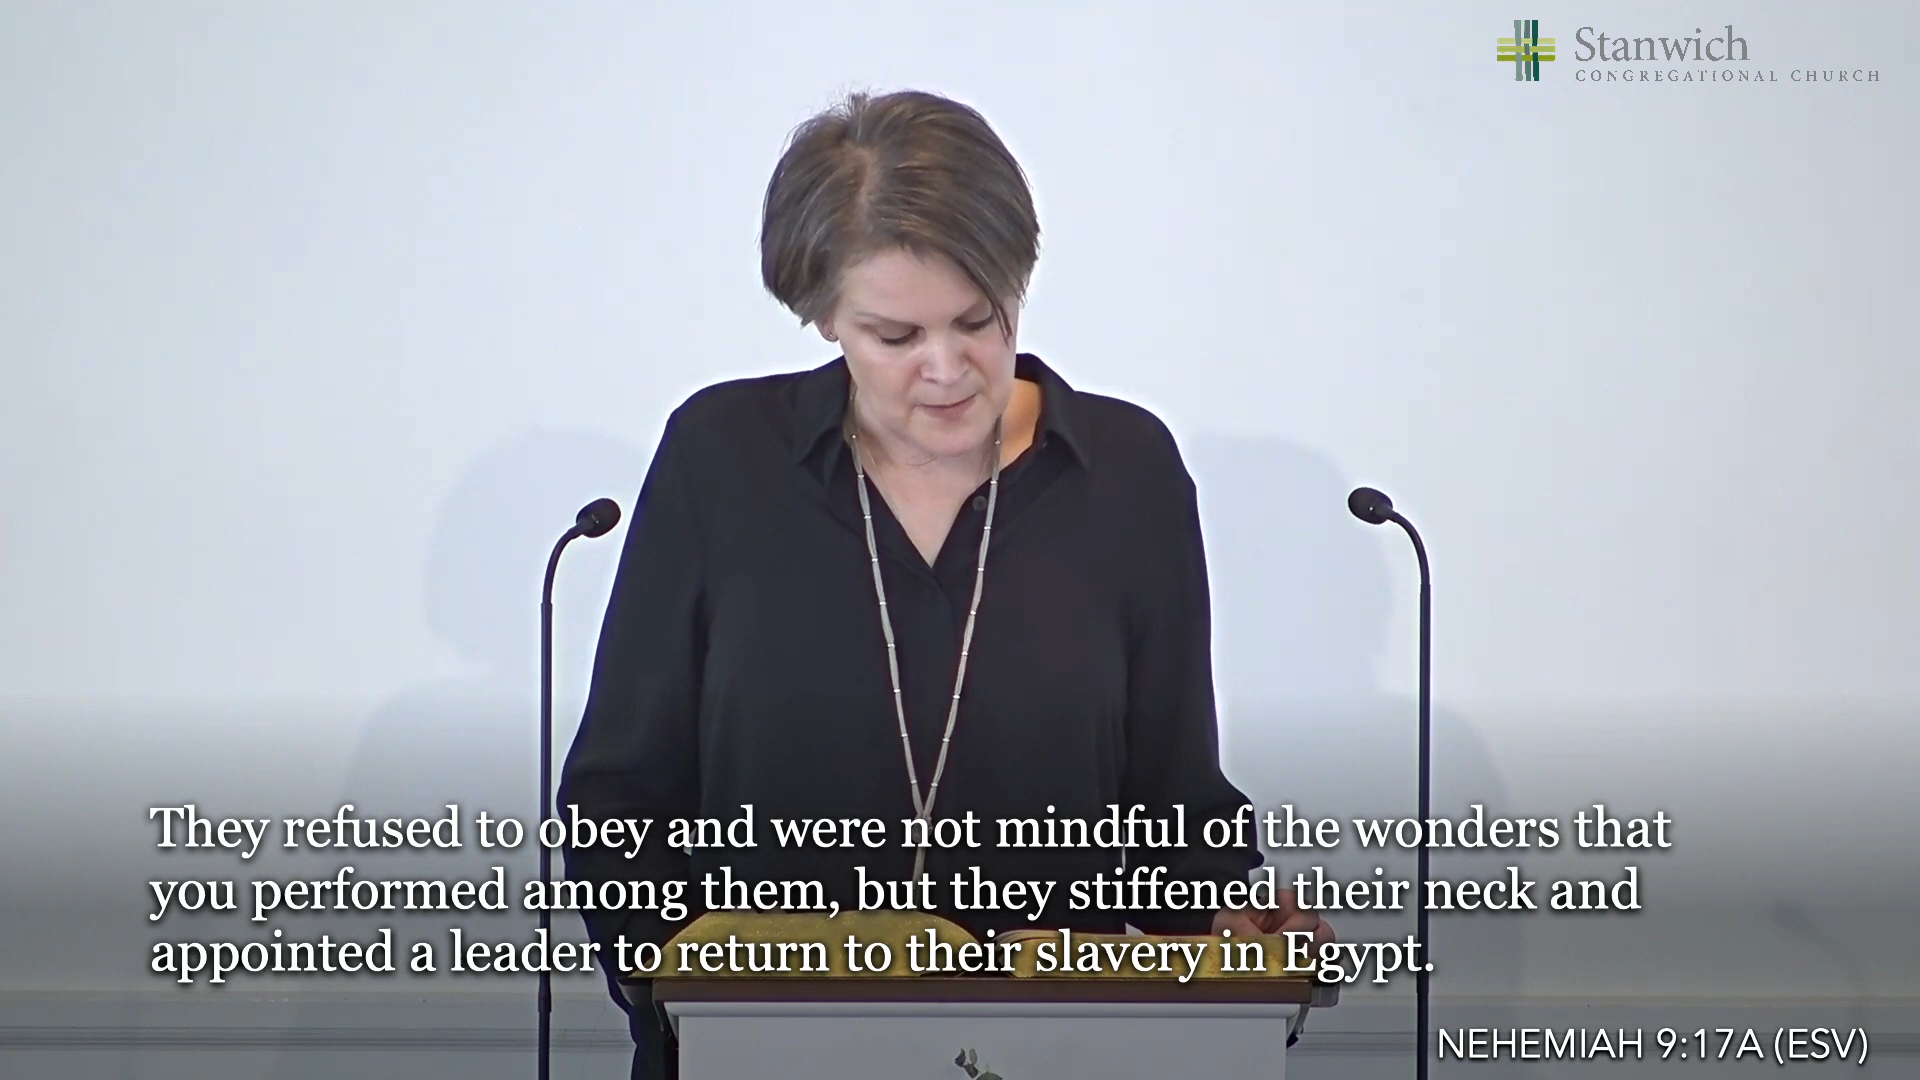 Stanwich
CONGREGATIONAL CHURCH
They refused to obey and were not mindful of the wonders that
you performed among them, but they stiffened their neck and
appointed a leader to return to their slavery in Egypt.
NEHEMIAH 9:17A (ESV)